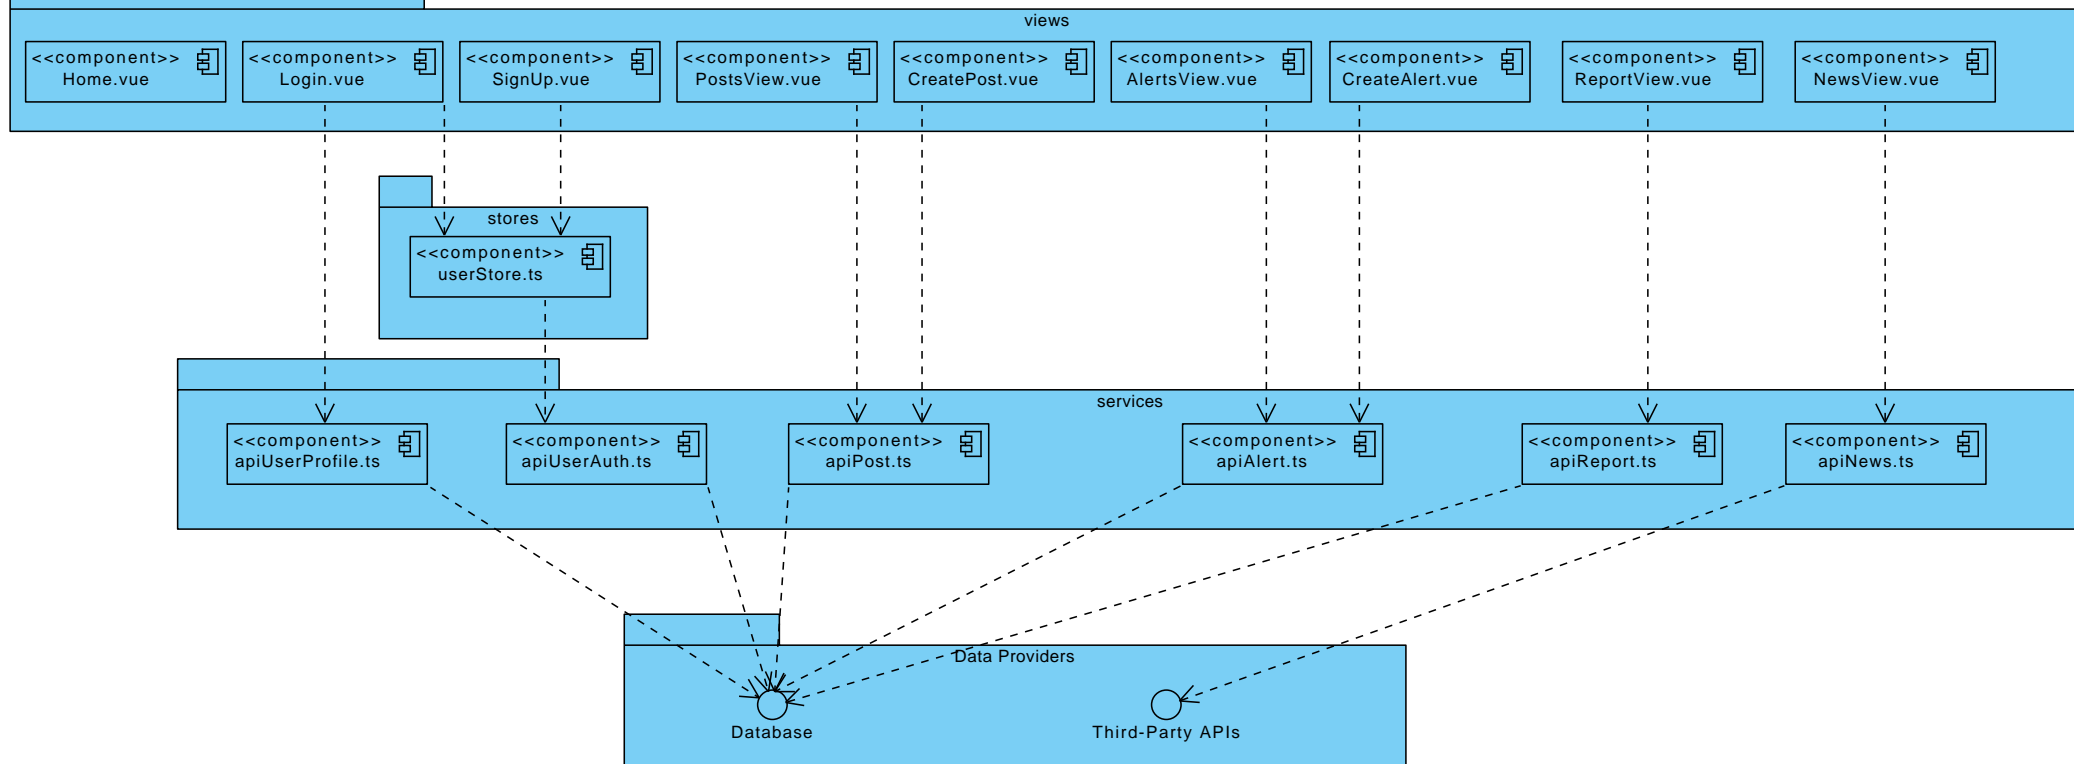 views
<<component>>
Home.vue
<<component>>
Login.vue
<<component>>
SignUp.vue
<<component>>
PostsView.vue
<<component>>
CreatePost.vue
<<component>>
AlertsView.vue
<<component>>
CreateAlert.vue
<<component>>
ReportView.vue
<<component>>
NewsView.vue
stores
<<component>>
userStore.ts
services
<<component>>
apiUserProfile.ts
<<component>>
apiUserAuth.ts
<<component>>
apiPost.ts
<<component>>
apiAlert.ts
<<component>>
apiReport.ts
<<component>>
apiNews.ts
Data Providers
Database
Third-Party APIs